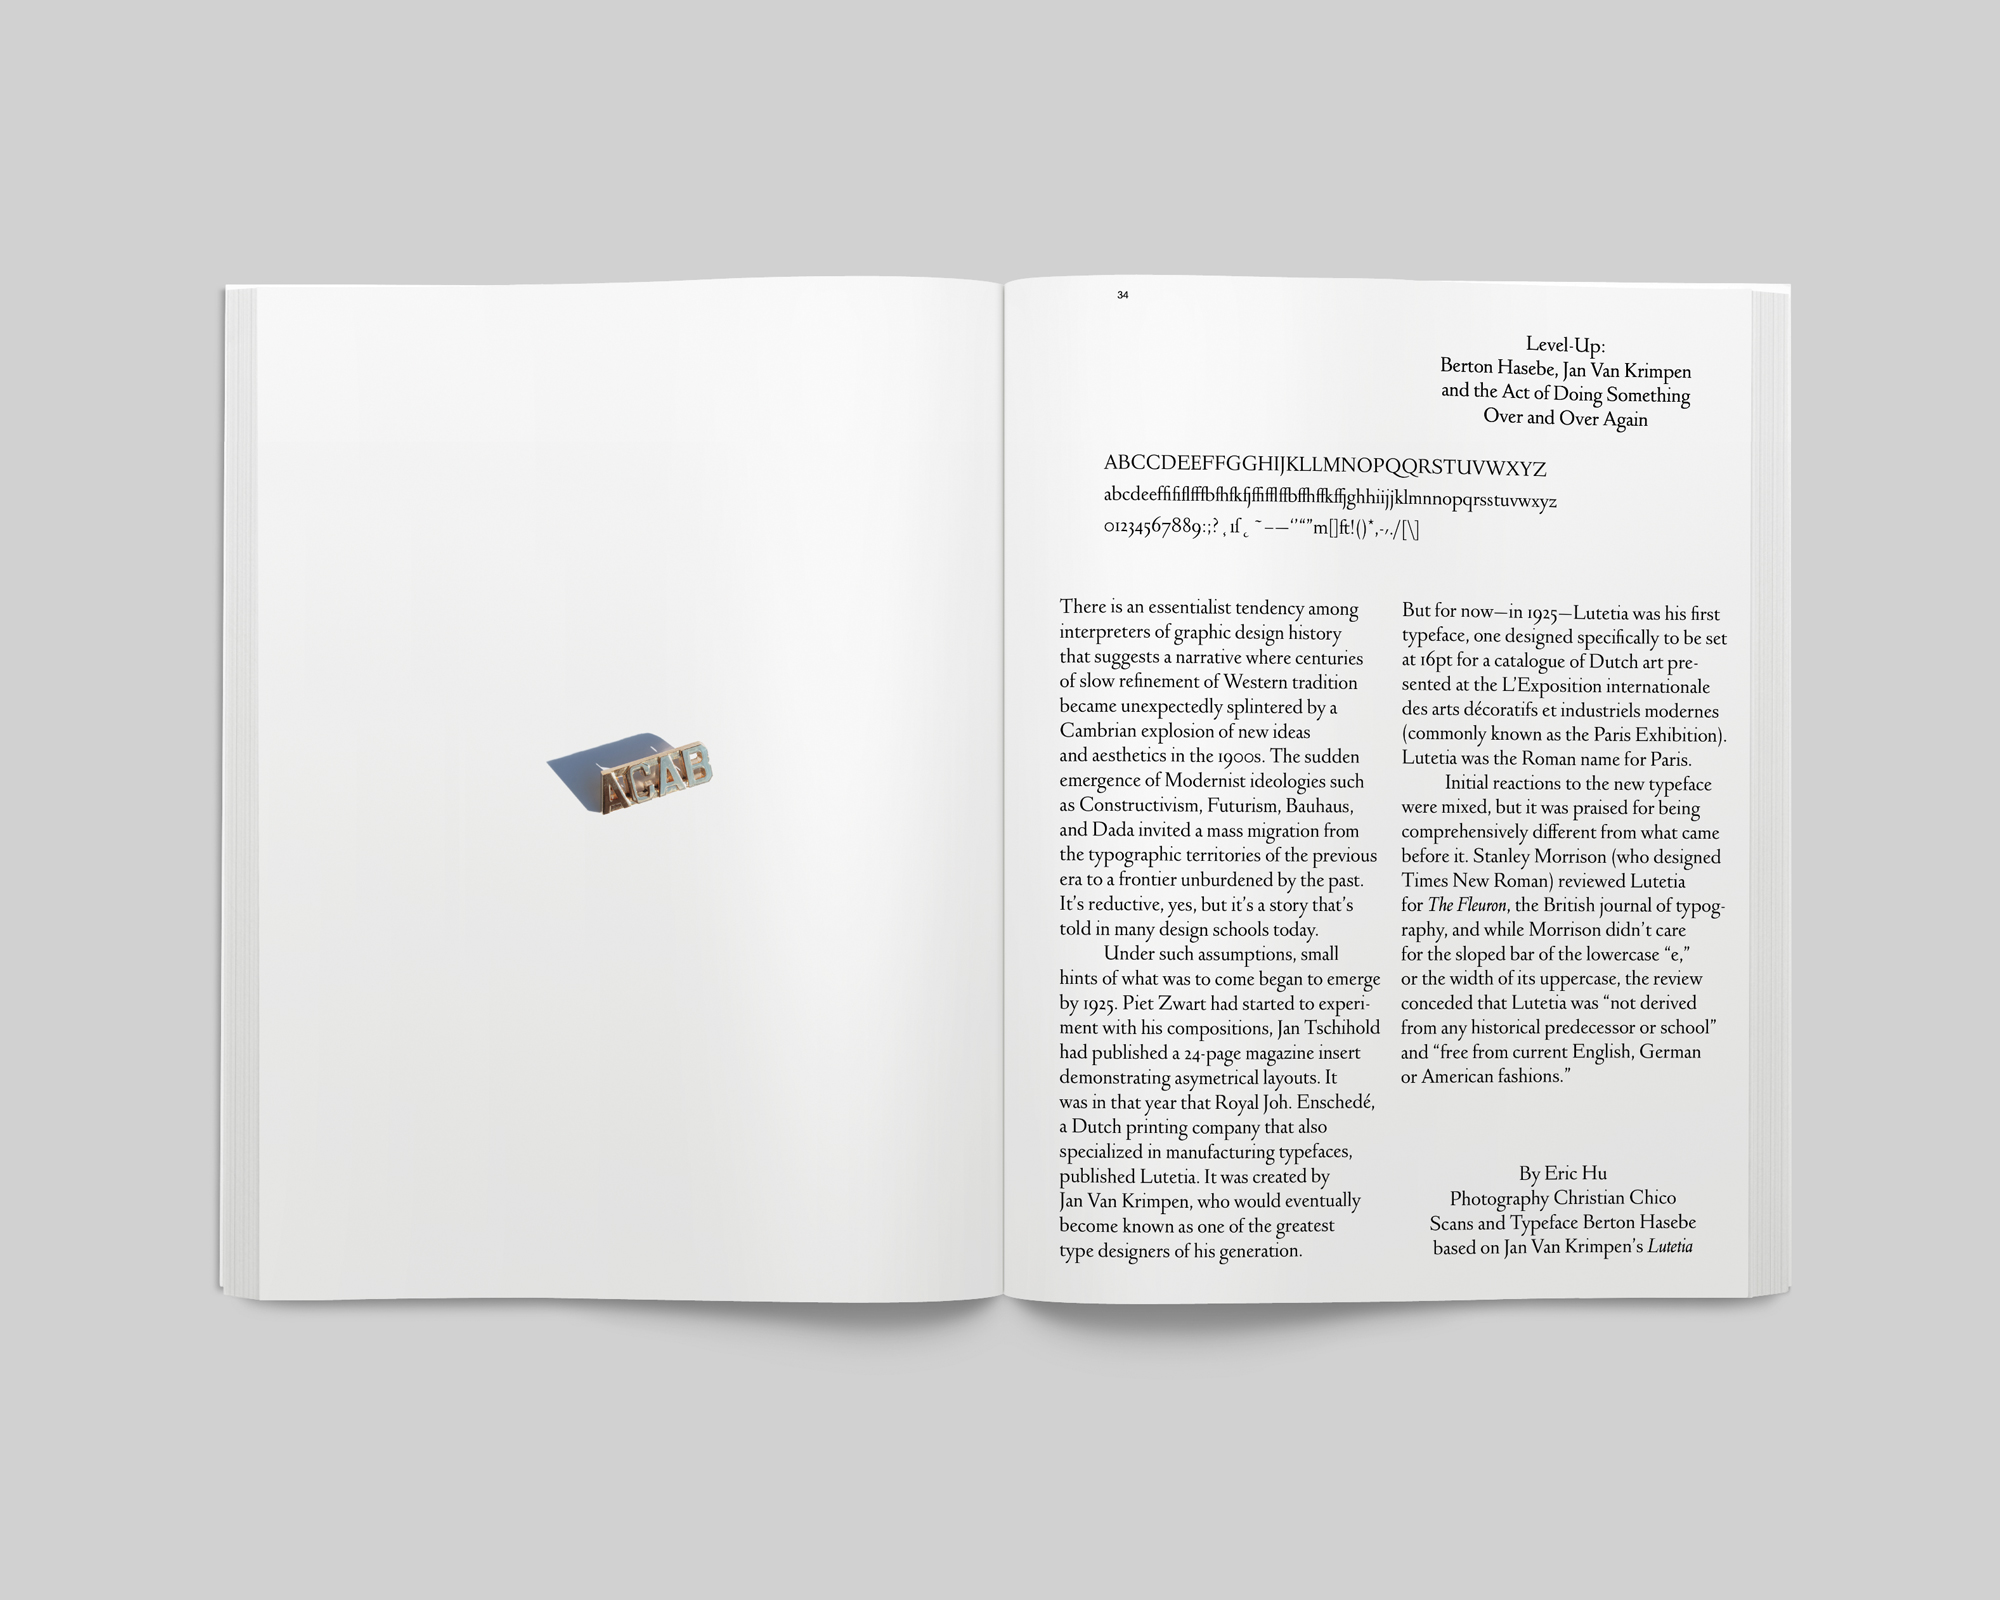 ACAB
34
Level-Up:
Berton Hasebe, Jan Van Krimpen
and the Act of Doing Something
Over and Over Again
ABCCDEEFFGGHIJKLLMNOPQQRSTUVWXYZ
abcdeeffififlfffbfhfkfjffifflffbffhffkffjghhiijjklmnnopqrsstuvwxyz
01234567889:;?
There is an essentialist tendency among
interpreters of graphic design history
that suggests a narrative where centuries
of slow refinement of Western tradition
became unexpectedly splintered by a
Cambrian explosion of new ideas
and aesthetics in the 1900s. The sudden
emergence of Modernist ideologies such
as Constructivism, Futurism, Bauhaus,
and Dada invited a mass migration from
the typographic territories of the previous
era to a frontier unburdened by the past.
It’s reductive, yes, but it’s a story that’s
told in many design schools today.
Under such assumptions, small
hints of what was to come began to emerge
by 1925. Piet Zwart had started to experi-
ment with his compositions, Jan Tschihold
had published a 24-page magazine insert
demonstrating asymetrical layouts. It
was in that year that Royal Joh. Enschedé,
a Dutch printing company that also
specialized in manufacturing typefaces,
published Lutetia. It was created by
Jan Van Krimpen, who would eventually
become known as one of the greatest
type designers of his generation.
But for now—in 1925—Lutetia was his first
typeface, one designed specifically to be set
at 16pt for a catalogue of Dutch art pre-
sented at the L’Exposition internationale
des arts décoratifs et industriels modernes
(commonly known as the Paris Exhibition).
Lutetia was the Roman name for Paris.
Initial reactions to the new typeface
were mixed, but it was praised for being
comprehensively different from what came
before it. Stanley Morrison (who designed
Times New Roman) reviewed Lutetia
for The Fleuron, the British journal of typog-
raphy, and while Morrison didn’t care
for the sloped bar of the lowercase “e,”
or the width of its uppercase, the review
conceded that Lutetia was “not derived
from any historical predecessor or school”
and “free from current English, German
or American fashions.”
By Eric Hu
Photography Christian Chico
Scans and Typeface Berton Hasebe
based on Jan Van Krimpen’s Lutetia